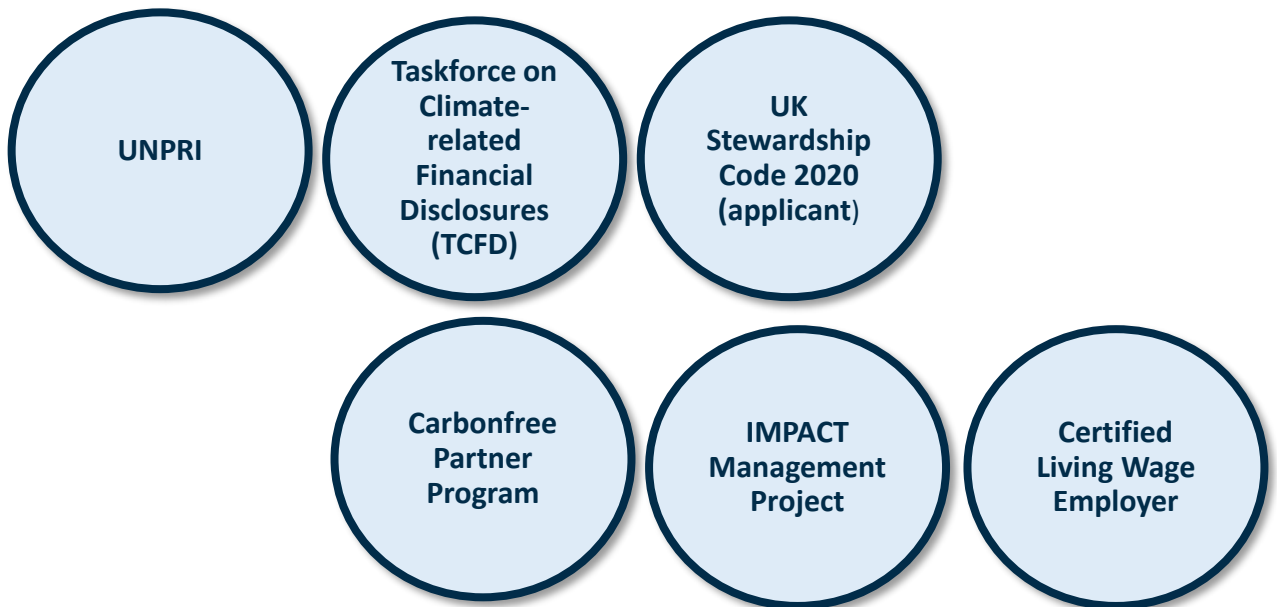 UNPRI
Taskforce on
Climate-
related
Financial
Disclosures
(TCFD)
UK
Stewardship
Code 2020
(applicant)
Carbonfree
Partner
Program
IMPACT
Management
Project
Certified
Living Wage
Employer